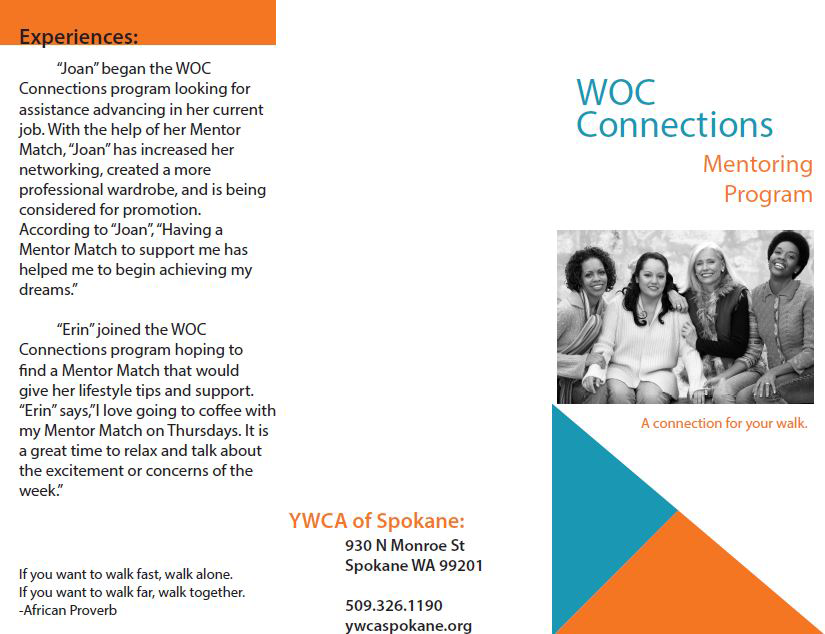 Experiences:
“Joan” began the WOC
Connections program looking for
assistance advancing in her current
job. With the help of her Mentor
Match, “Joan” has increased her
networking, created a more
professional wardrobe, and is being
considered for promotion.
According to “Joan”, “Having a
Mentor Match to support me has
helped me to begin achieving my
dreams.”
“Erin” joined the WOC
Connections program hoping to
find a Mentor Match that would
give her lifestyle tips and support.
“Erin” says,”I love going to coffee with
my Mentor Match on Thursdays. It is
a great time to relax and talk about
the excitement or concerns of the
week.”
If you want to walk fast, walk alone.
If you want to walk far, walk together.
-African Proverb
YWCA of Spokane:
930 N Monroe St
Spokane WA 99201
509.326.1190
ywcaspokane.org
WOC
Connections
Mentoring
Program
A connection for your walk.